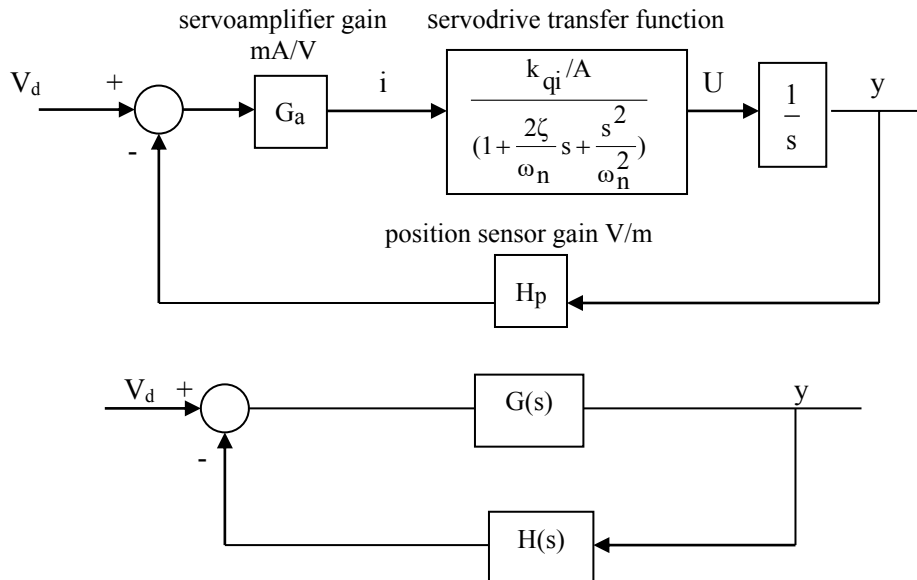 servoamplifier gain
mA/V
servodrive transfer function
V_d
+
-
G_a
i
k_qi/A
(1+ 2ζ/ω_n s+ s^2/ω_n^2)
U
1/s
y
position sensor gain V/m
H_p
V_d
+
-
G(s)
y
H(s)